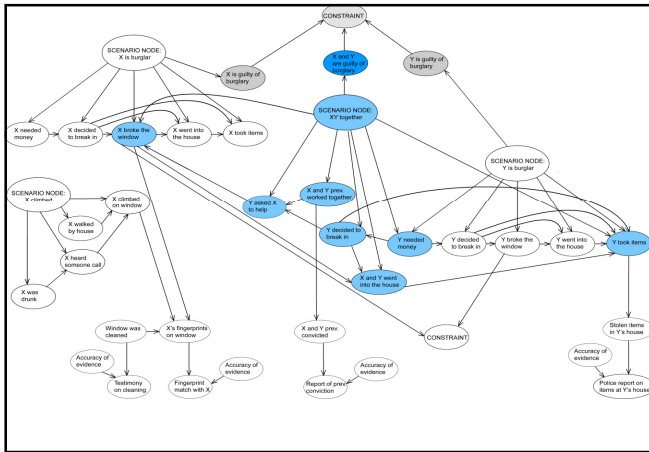 CONSTRAINT
SCENARIO NODE:
X is burglar
X is guilty of
burglary
X and Y
are guilty of
burglary
Y is guilty of
burglary
SCENARIO NODE:
XY together
X needed
money
X decided
to break in
X broke the
window
X went into
the house
X took items
SCENARIO NODE:
Y is burglar
SCENARIO NODE:
X climbed
X climbed
on window
X walked
by house
X heard
someone call
X was
drunk
Y asked X
to help
X and Y prev.
worked together
Y decided to
break in
Y needed
money
Y decided
to break in
Y broke the
window
Y went into
the house
Y took items
X and Y went
into the house
Window was
cleaned
X's fingerprints
on window
X and Y prev.
convicted
CONSTRAINT
Stolen items
in Y's house
Accuracy of
evidence
Testimony
on cleaning
Fingerprint
match with X
Accuracy of
evidence
Report of prev.
conviction
Accuracy of
evidence
Accuracy of
evidence
Police report on
items at Y's house